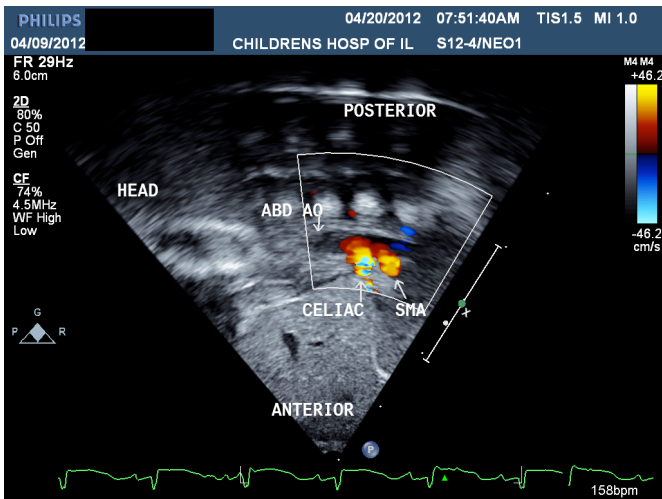 PHILIPS 04/20/2012 07:51:40AM TIS1.5 MI 1.0
04/09/2012 CHILDRENS HOSP OF IL S12-4/NEO1
FR 29Hz
6.0cm
M4 M4
+46.2
2D
80%
C 50
P Off
Gen
POSTERIOR
CF
74%
4.5MHz
WF High
Low
HEAD
ABD AO
-46.2
cm/s
CELIAC SMA
G
P R
x
ANTERIOR
P
158bpm